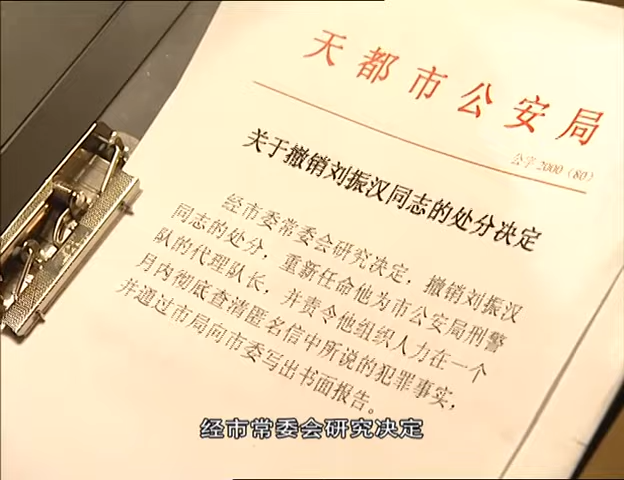 天都市公安局
公字2000（80）
关于撤销刘振汉同志的处分决定
经市委常委会研究决定，撤销刘振汉
同志的处分，重新任命他为市公安局刑警
队的代理队长，并责令他组织人力在一个
月内彻底查清匿名信中所说的犯罪事实，
并通过市局向市委写出书面报告。
经市常委会研究决定